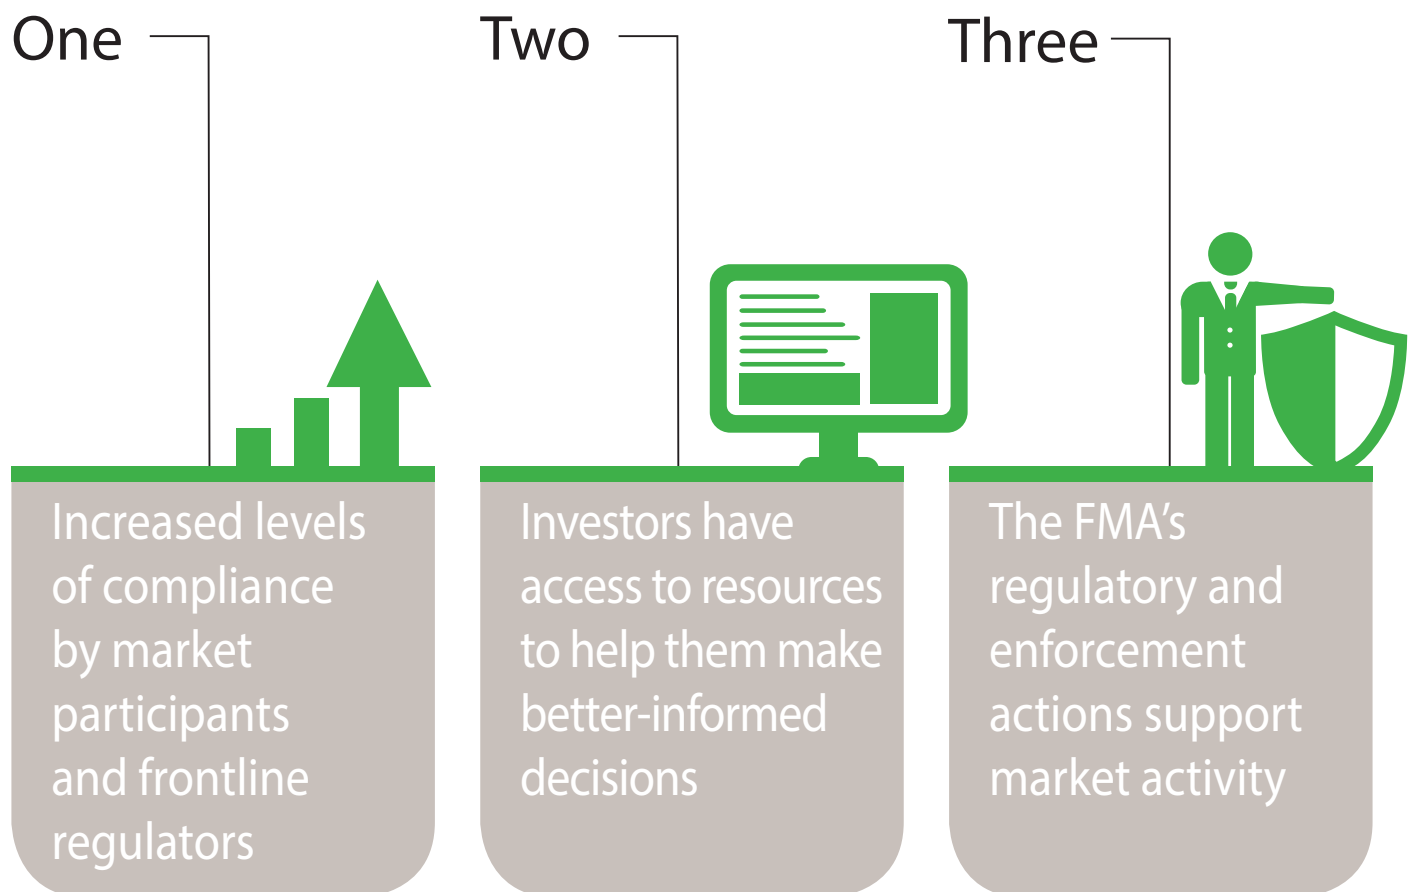 One
Increased levels
of compliance
by market
participants
and frontline
regulators
Two
Investors have
access to resources
to help them make
better-informed
decisions
Three
The FMA’s
regulatory and
enforcement
actions support
market activity